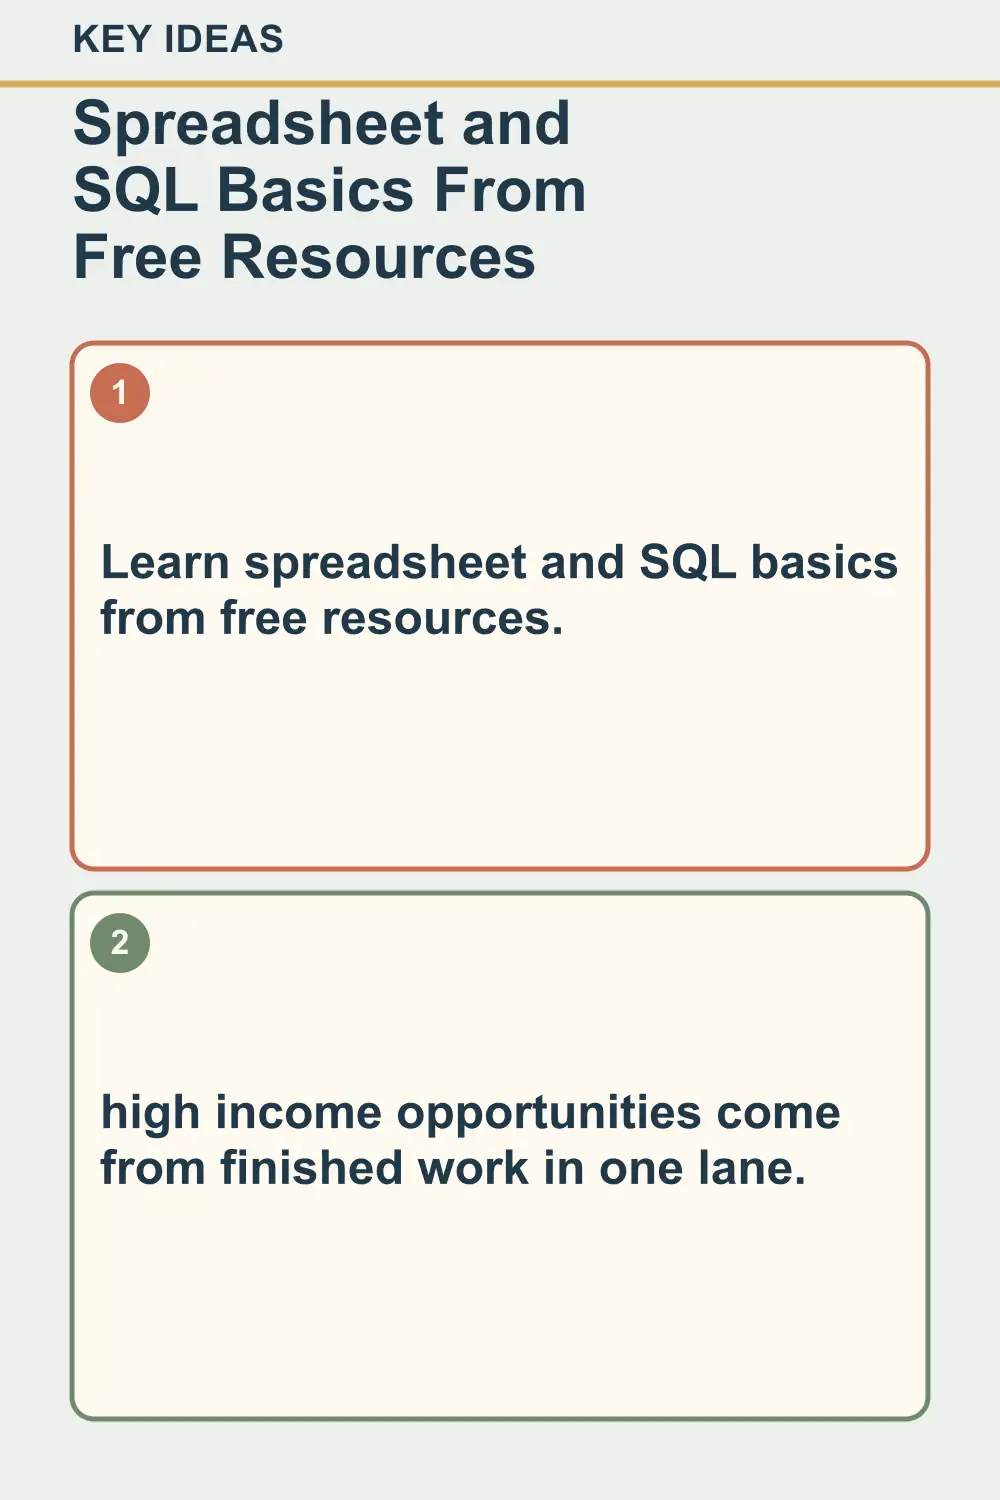 KEY IDEAS
Spreadsheet and
SQL Basics From
Free Resources
1
Learn spreadsheet and SQL basics
from free resources.
2
high income opportunities come
from finished work in one lane.